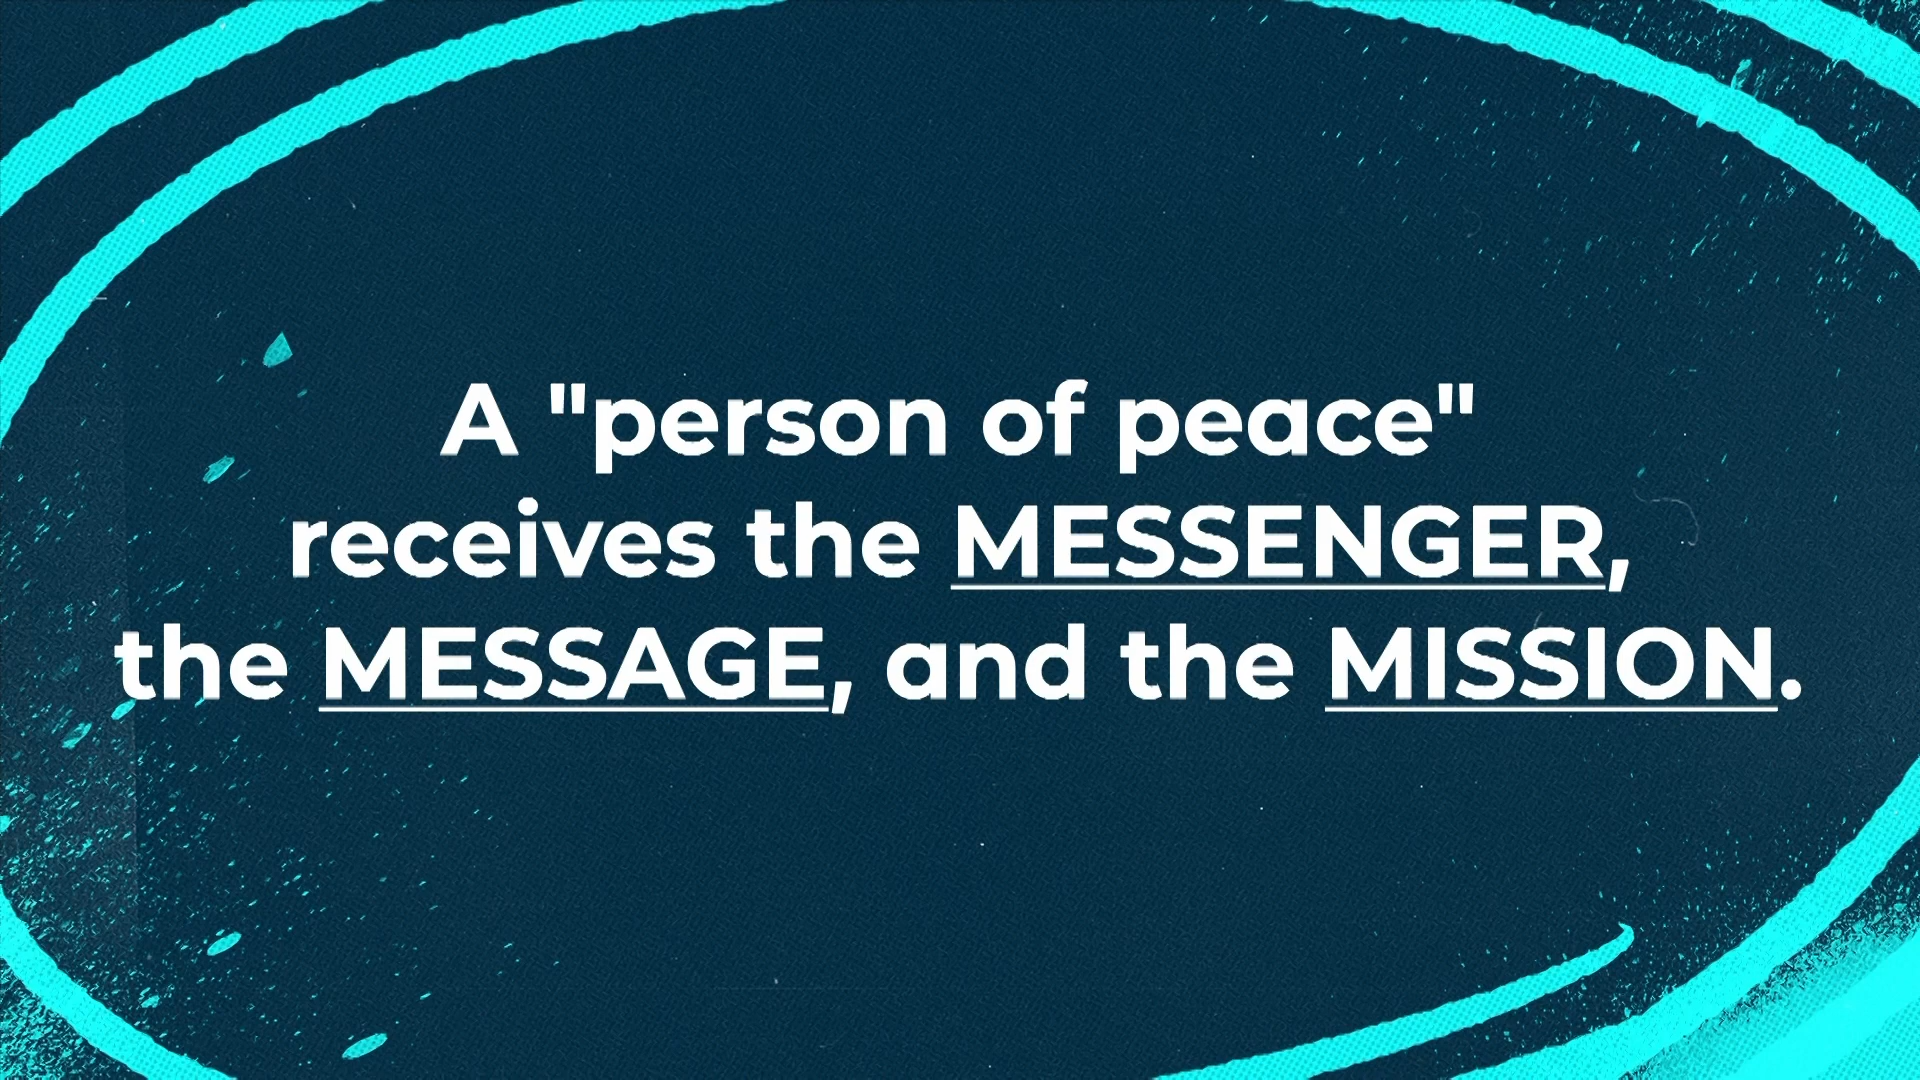 A "person of peace"
receives the MESSENGER,
the MESSAGE, and the MISSION.